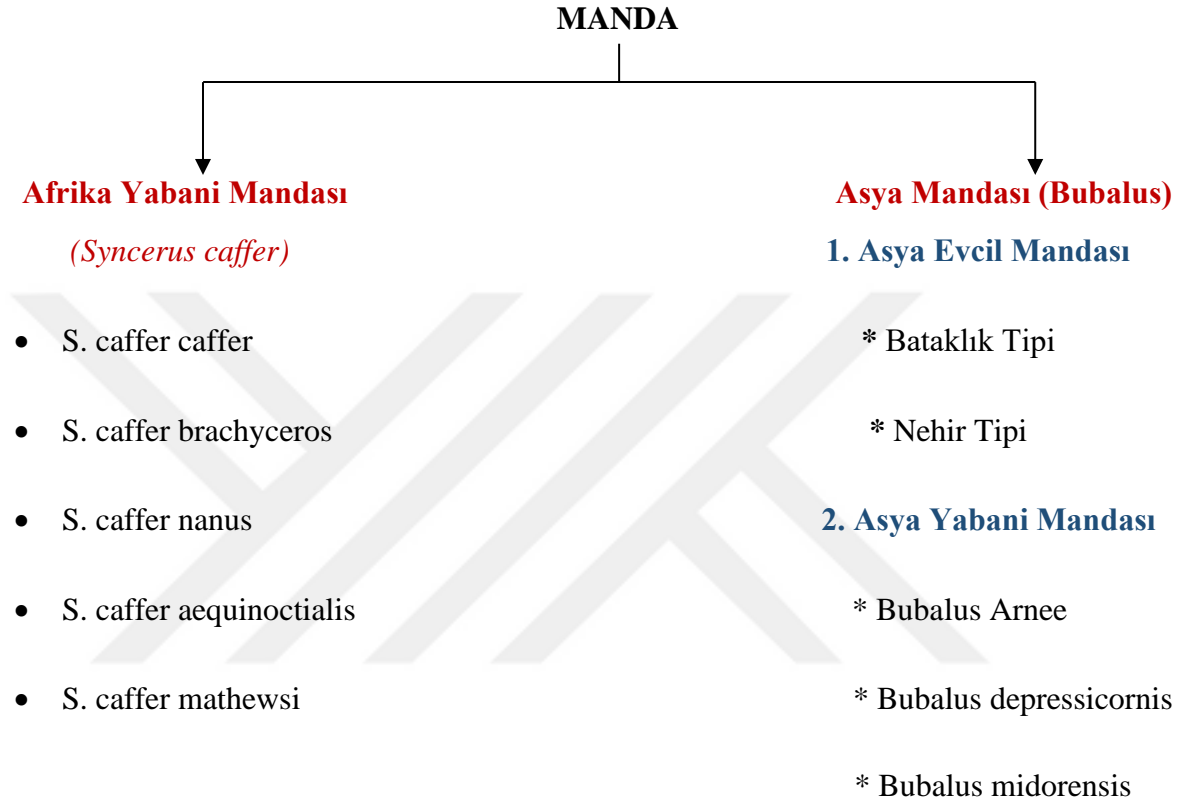 MANDA
Afrika Yabani Mandası
(Syncerus caffer)
• S. caffer caffer
• S. caffer brachyceros
• S. caffer nanus
• S. caffer aequinoctialis
• S. caffer mathewsi
Asya Mandası (Bubalus)
1. Asya Evcil Mandası
* Bataklık Tipi
* Nehir Tipi
2. Asya Yabani Mandası
* Bubalus Arnee
* Bubalus depressicornis
* Bubalus midorensis